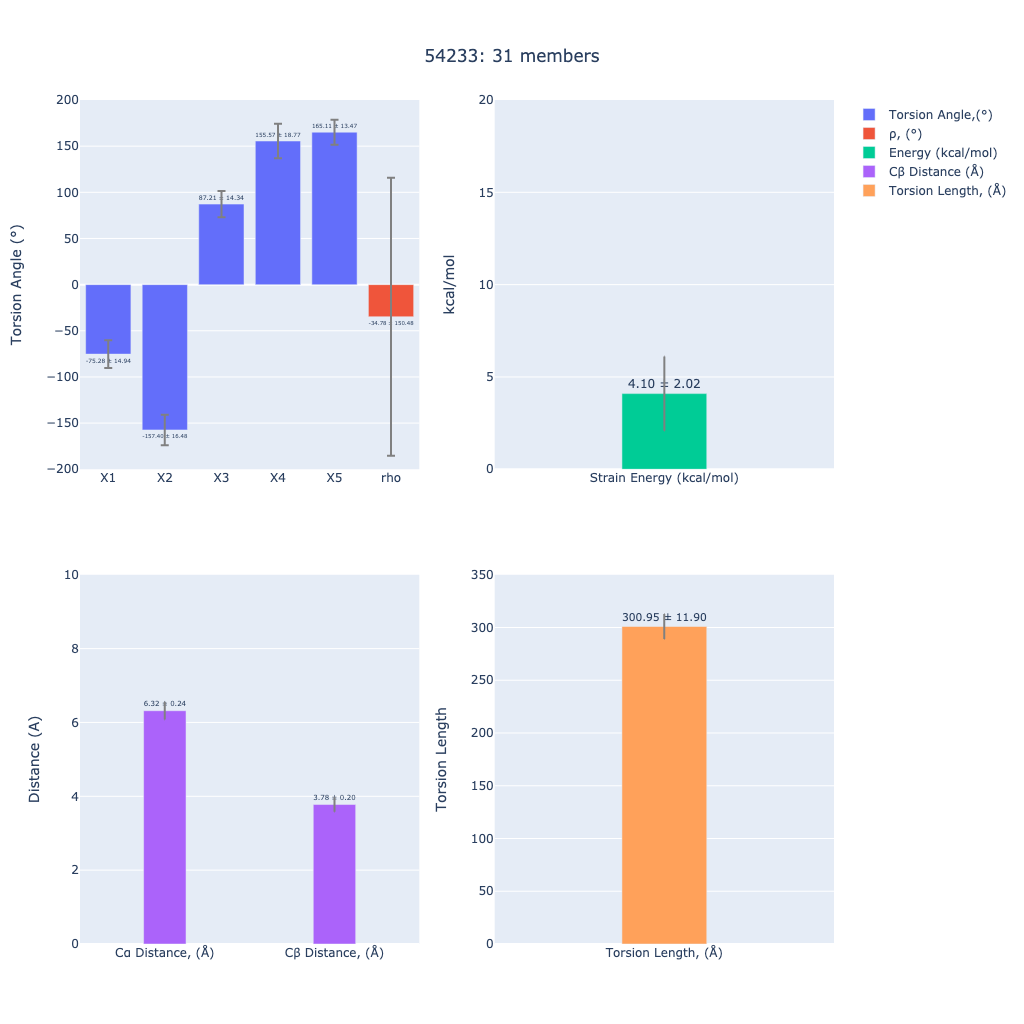 54233: 31 members
Torsion Angle (°)
200
150
100
50
0
−50
−100
−150
−200
-75.28 ± 14.94
-157.40 ± 16.48
87.21 ± 14.34
155.57 ± 18.77
165.11 ± 13.47
-34.78 ± 150.48
X1 X2 X3 X4 X5 rho
kcal/mol
20
15
10
5
0
4.10 ± 2.02
Strain Energy (kcal/mol)
Torsion Angle,(°)
ρ, (°)
Energy (kcal/mol)
Cβ Distance (Å)
Torsion Length, (Å)
Distance (A)
10
8
6
4
2
0
6.32 ± 0.24
3.78 ± 0.20
Cα Distance, (Å) Cβ Distance, (Å)
Torsion Length
350
300
250
200
150
100
50
0
300.95 ± 11.90
Torsion Length, (Å)